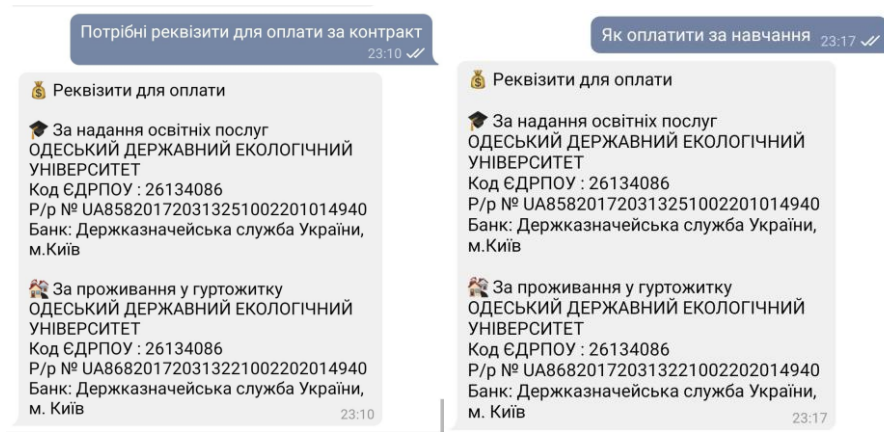 Потрібні реквізити для оплати за контракт
23:10
Реквізити для оплати
За надання освітніх послуг
ОДЕСЬКИЙ ДЕРЖАВНИЙ ЕКОЛОГІЧНИЙ
УНІВЕРСИТЕТ
Код ЄДРПОУ : 26134086
Р/р № UA858201720313251002201014940
Банк: Держказначейська служба України,
м.Київ
За проживання у гуртожитку
ОДЕСЬКИЙ ДЕРЖАВНИЙ ЕКОЛОГІЧНИЙ
УНІВЕРСИТЕТ
Код ЄДРПОУ : 26134086
Р/р № UA868201720313221002202014940
Банк: Держказначейська служба України,
м. Київ
23:10
Як оплатити за навчання 23:17
Реквізити для оплати
За надання освітніх послуг
ОДЕСЬКИЙ ДЕРЖАВНИЙ ЕКОЛОГІЧНИЙ
УНІВЕРСИТЕТ
Код ЄДРПОУ : 26134086
Р/р № UA858201720313251002201014940
Банк: Держказначейська служба України,
м.Київ
За проживання у гуртожитку
ОДЕСЬКИЙ ДЕРЖАВНИЙ ЕКОЛОГІЧНИЙ
УНІВЕРСИТЕТ
Код ЄДРПОУ : 26134086
Р/р № UA868201720313221002202014940
Банк: Держказначейська служба України,
м. Київ
23:17